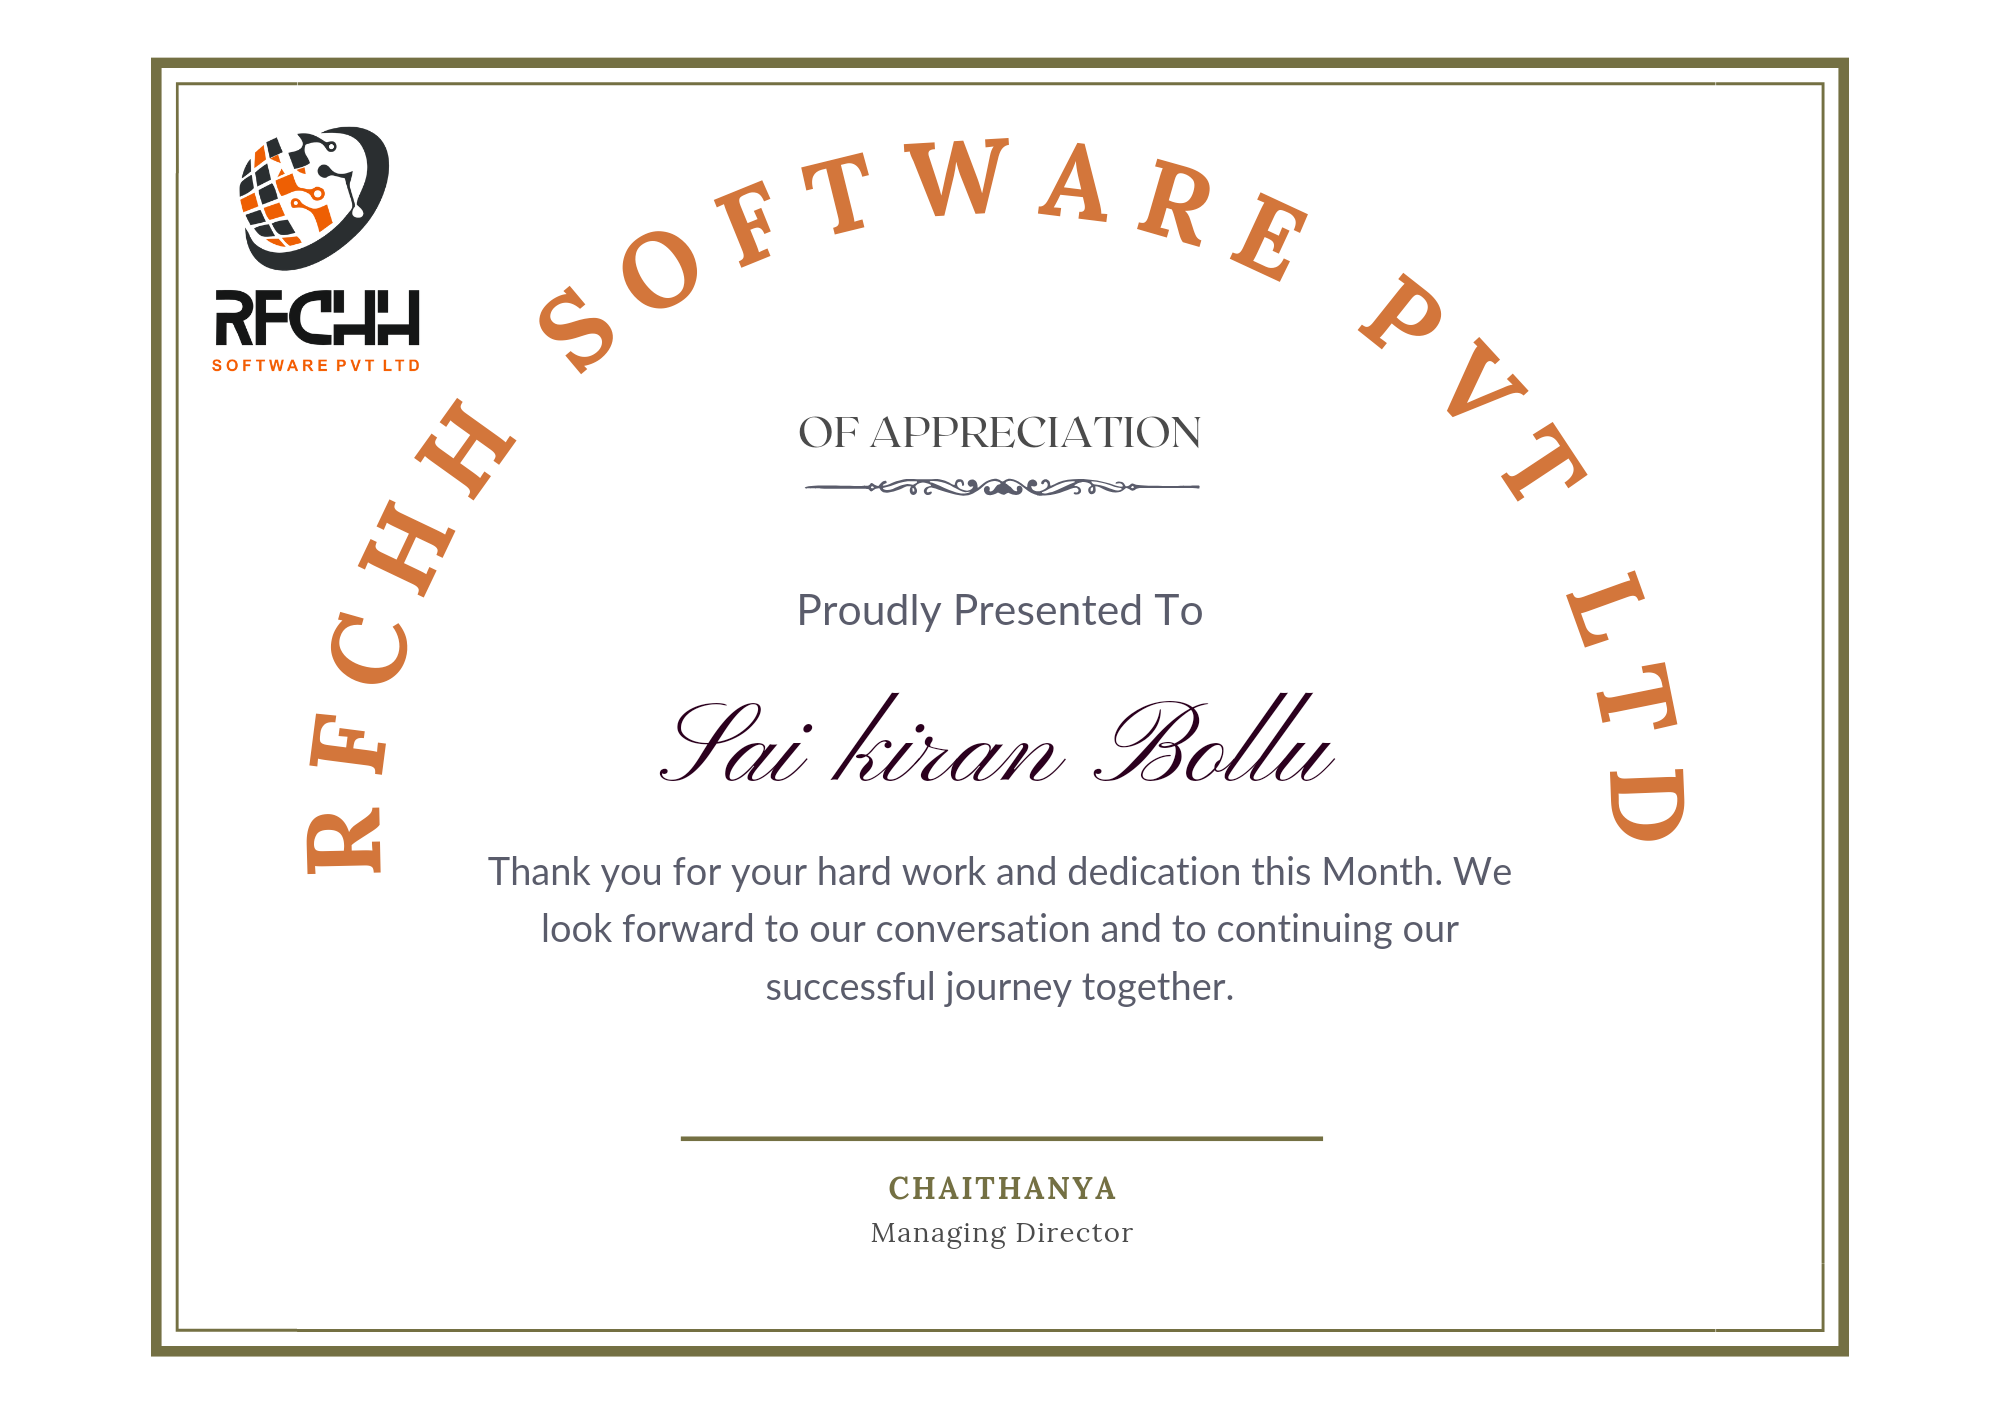 RFCHH
SOFTWARE PVT LTD
RFCHH SOFTWARE PVT LTD
OF APPRECIATION
Proudly Presented To
Sai kiran Bollu
Thank you for your hard work and dedication this Month. We
look forward to our conversation and to continuing our
successful journey together.
CHAITHANYA
Managing Director